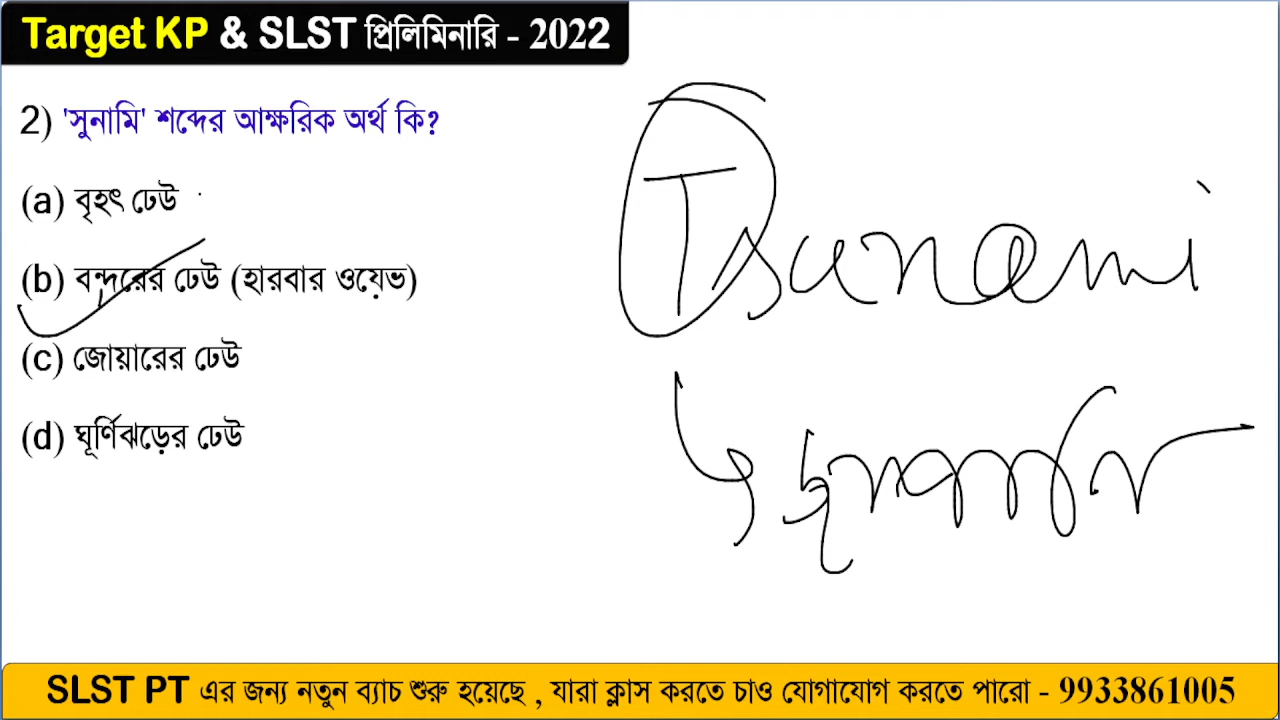 Target KP & SLST প্রিলিমিনারি - 2022
2) 'সুনামি' শব্দের আক্ষরিক অর্থ কি?
(a) বৃহৎ ঢেউ
(b) বন্দরের ঢেউ (হারবার ওয়েভ)
(c) জোয়ারের ঢেউ
(d) ঘূর্ণিঝড়ের ঢেউ
Tsunami
জাপানি
SLST PT এর জন্য নতুন ব্যাচ শুরু হয়েছে , যারা ক্লাস করতে চাও যোগাযোগ করতে পারো - 9933861005